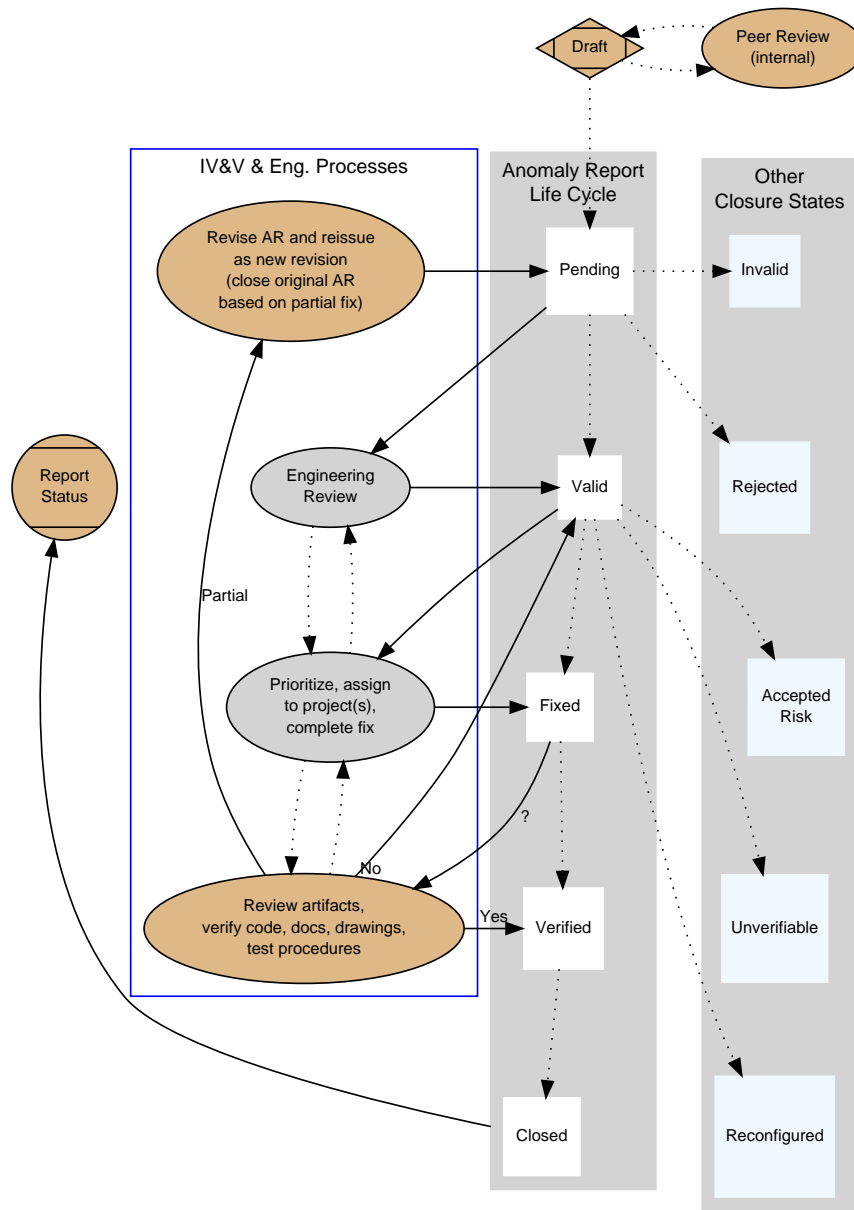 Draft
Peer Review
(internal)
IV&V & Eng. Processes
Anomaly Report
Life Cycle
Other
Closure States
Revise AR and reissue
as new revision
(close original AR
based on partial fix)
Pending
Invalid
Report
Status
Engineering
Review
Valid
Rejected
Partial
Prioritize, assign
to project(s),
complete fix
Fixed
Accepted
Risk
?
No
Review artifacts,
verify code, docs, drawings,
test procedures
Yes
Verified
Unverifiable
Closed
Reconfigured